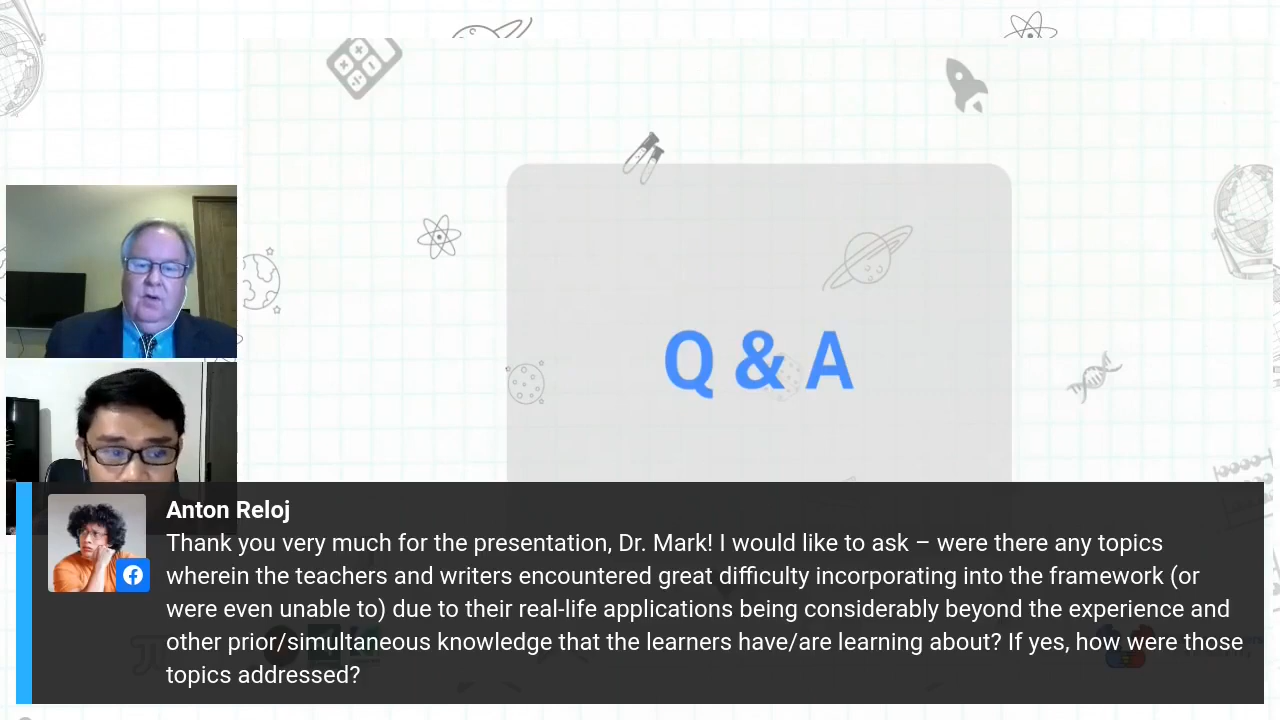 Q & A
Anton Reloj
Thank you very much for the presentation, Dr. Mark! I would like to ask – were there any topics
wherein the teachers and writers encountered great difficulty incorporating into the framework (or
were even unable to) due to their real-life applications being considerably beyond the experience and
other prior/simultaneous knowledge that the learners have/are learning about? If yes, how were those
topics addressed?